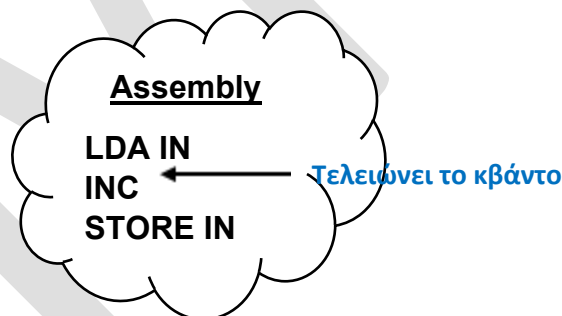 Assembly
LDA IN
INC
STORE IN
Τελειώνει το κβάντο